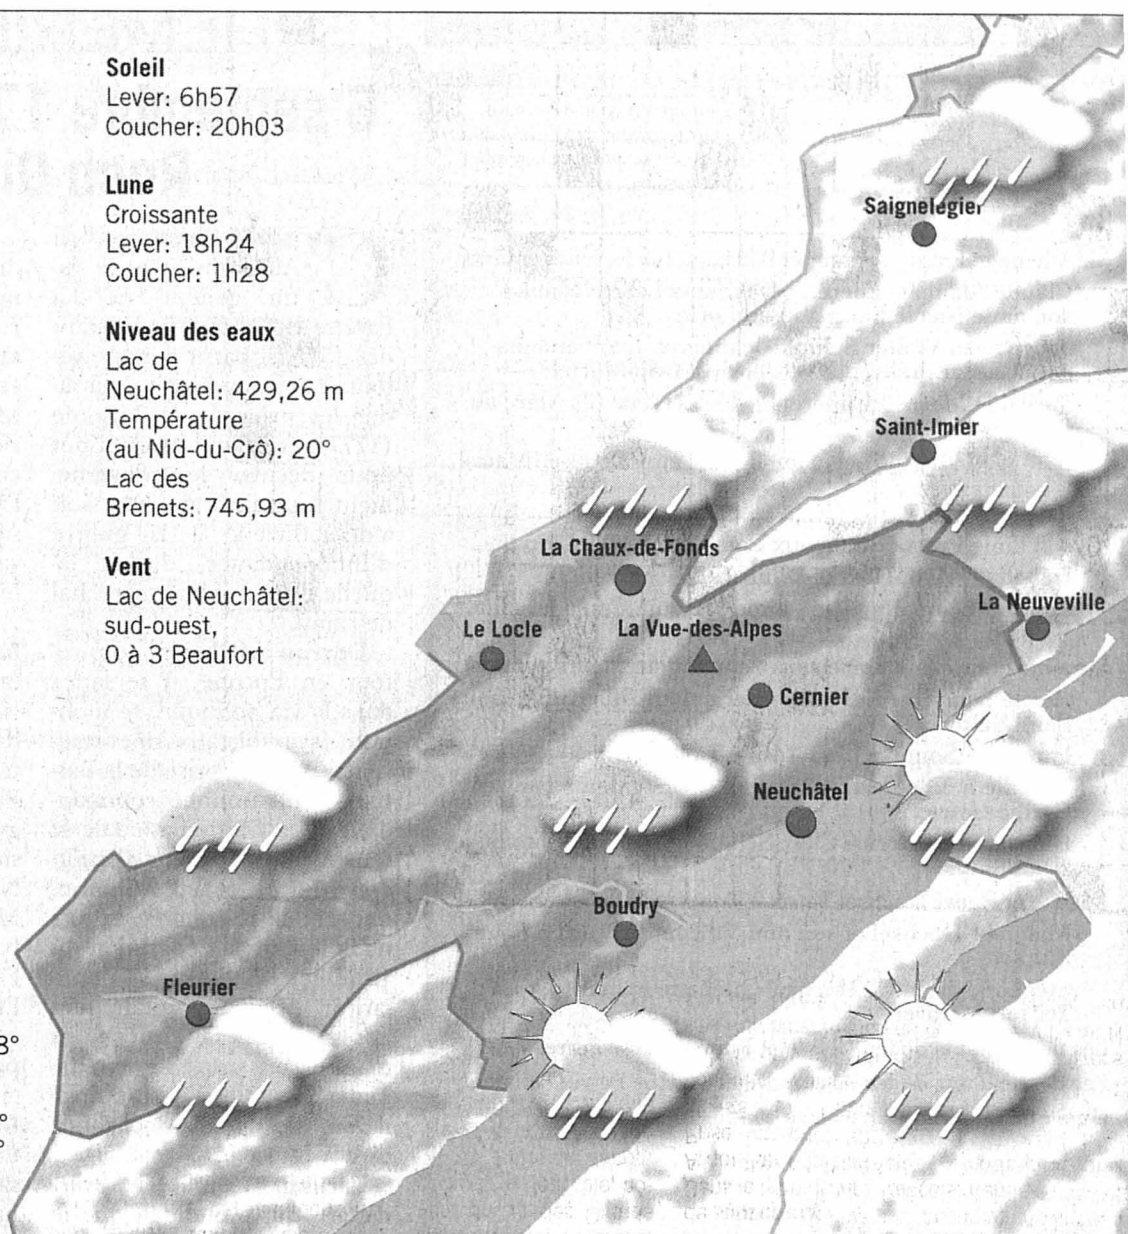 Soleil
Lever: 6h57
Coucher: 20h03
Lune
Croissante
Lever: 18h24
Coucher: 1h28
Niveau des eaux
Lac de
Neuchâtel: 429,26 m
Température
(au Nid-du-Crô): 20°
Lac des
Brenets: 745,93 m
Vent
Lac de Neuchâtel:
sud-ouest,
0 à 3 Beaufort
Saignelégier
Saint-Imier
La Chaux-de-Fonds
La Neuveville
Le Locle
La Vue-des-Alpes
Cernier
Neuchâtel
Boudry
Fleurier
8°